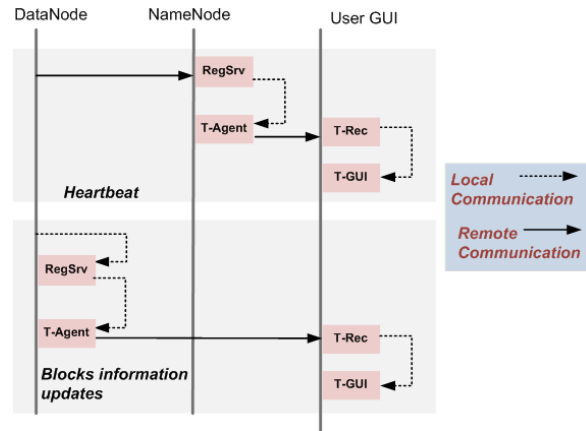 DataNode
NameNode
User GUI
RegSrv
T-Agent
T-Rec
T-GUI
Heartbeat
RegSrv
T-Agent
T-Rec
T-GUI
Blocks information
updates
Local
Communication
Remote
Communication